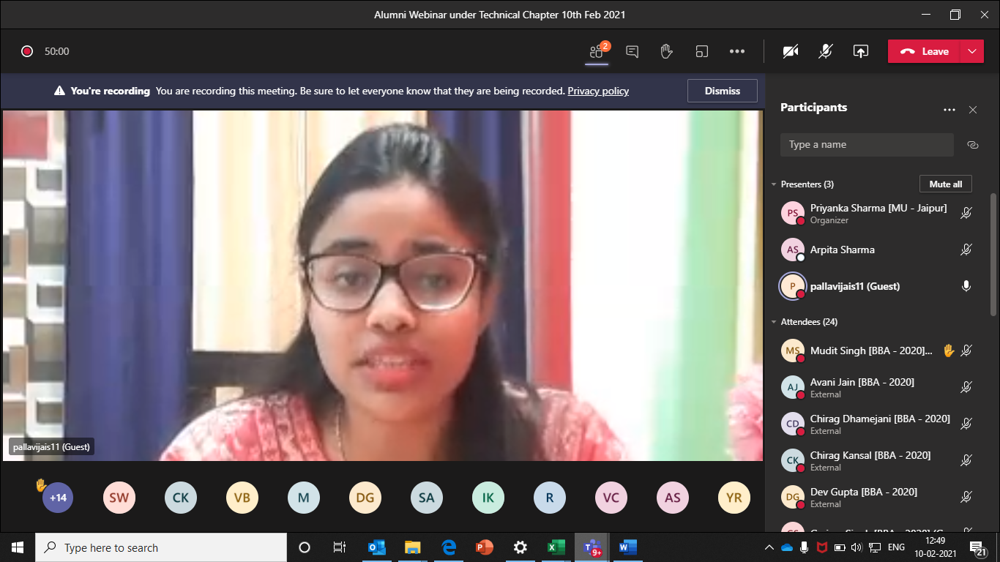 Alumni Webinar under Technical Chapter 10th Feb 2021
50:00
2
Leave
You're recording You are recording this meeting. Be sure to let everyone know that they are being recorded. Privacy policy
Dismiss
pallavijais11 (Guest)
+14
SW
CK
VB
M
DG
SA
IK
R
VC
AS
YR
Participants
Type a name
Presenters (3)
Mute all
PS
Priyanka Sharma [MU - Jaipur]
Organizer
AS
Arpita Sharma
P
pallavijais11 (Guest)
Attendees (24)
MS
Mudit Singh [BBA - 2020]...
AJ
Avani Jain [BBA - 2020]
External
CD
Chirag Dhamejani [BBA - 2020]
External
CK
Chirag Kansal [BBA - 2020]
External
DG
Dev Gupta [BBA - 2020]
External
Type here to search
9+
ENG
12:49
10-02-2021
21